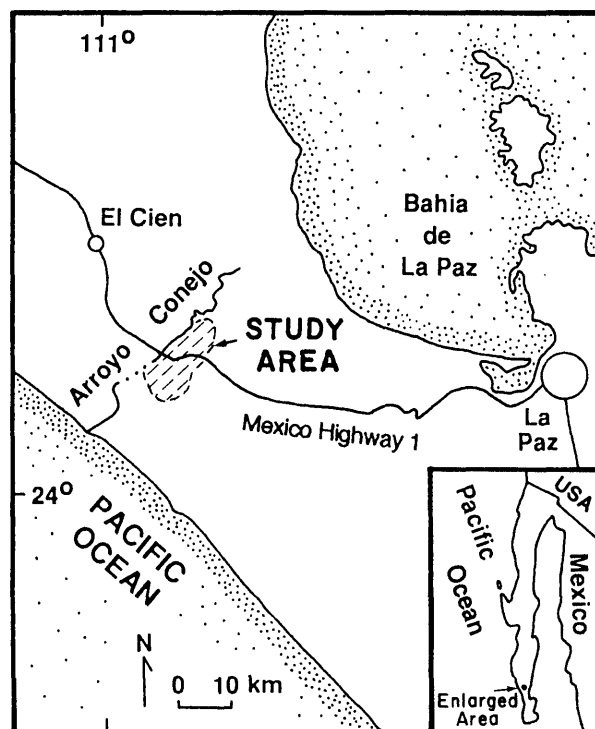 111°
El Cien
Bahia
de
La Paz
Conejo
Arroyo
STUDY
AREA
Mexico Highway 1
La
Paz
24°
PACIFIC
OCEAN
N
0 10 km
USA
Pacific
Ocean
Mexico
Enlarged
Area